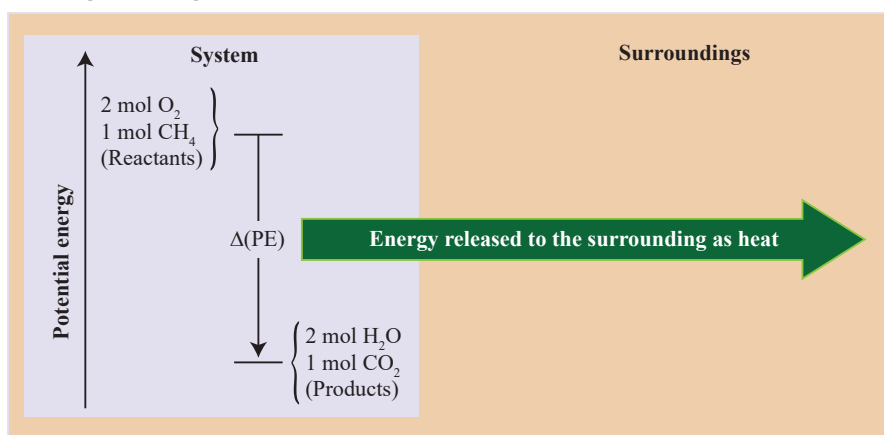 System
Surroundings
2 mol O₂
1 mol CH₄
(Reactants)
Potential energy
Δ(PE)
Energy released to the surrounding as heat
2 mol H₂O
1 mol CO₂
(Products)